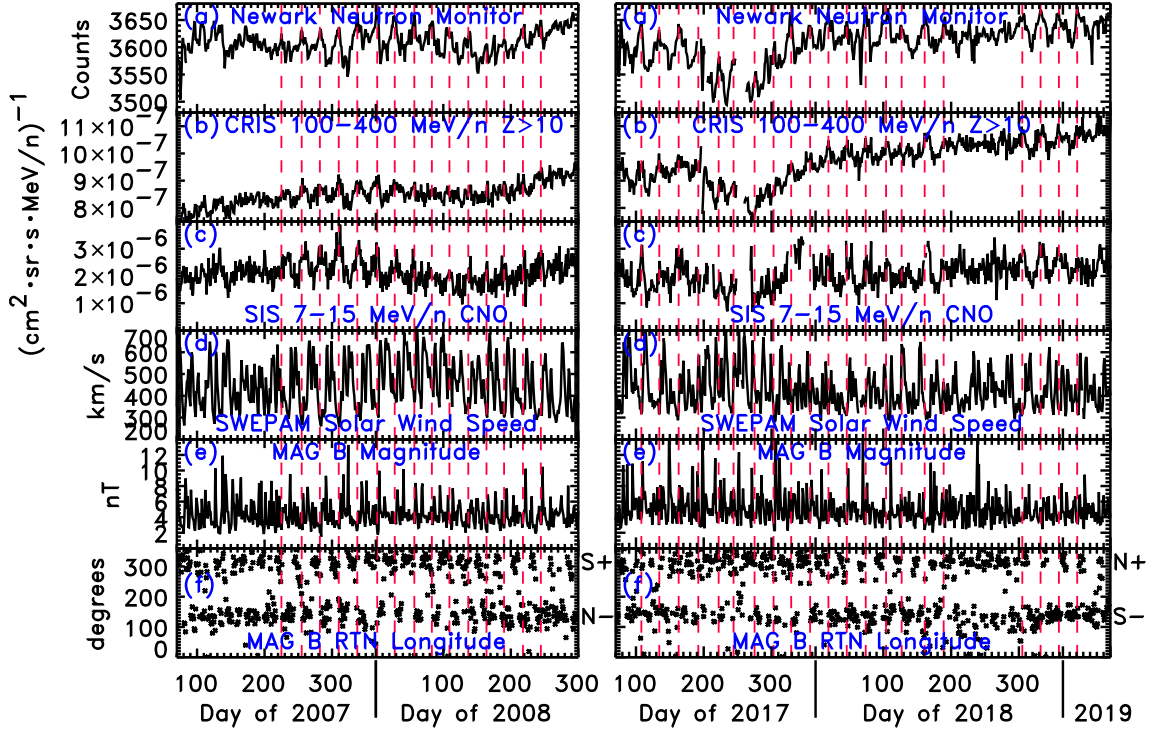 (a) Newark Neutron Monitor
(a) Newark Neutron Monitor
3650
3600
3550
3500
Counts
(b) CRIS 100−400 MeV/n Z>10
(b) CRIS 100−400 MeV/n Z>10
11×10−7
10×10−7
9×10−7
8×10−7
(cm2·sr·s·MeV/n)−1
(c)
(c)
3×10−6
2×10−6
1×10−6
SIS 7−15 MeV/n CNO
SIS 7−15 MeV/n CNO
(d)
(d)
700
600
500
400
300
200
km/s
SWEPAM Solar Wind Speed
SWEPAM Solar Wind Speed
(e) MAG B Magnitude
(e) MAG B Magnitude
12
8
6
4
2
nT
(f)
(f)
300
200
100
0
degrees
S+
N−
N+
S−
MAG B RTN Longitude
MAG B RTN Longitude
100 200 300 100 200 300
100 200 300 100 200 300
Day of 2007 Day of 2008
Day of 2017 Day of 2018 2019